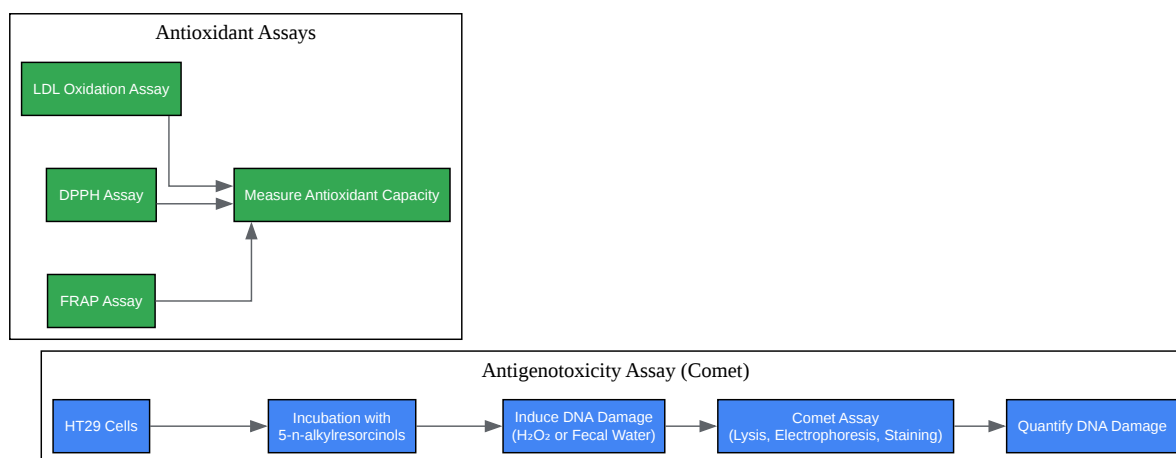 Antioxidant Assays
LDL Oxidation Assay
DPPH Assay
Measure Antioxidant Capacity
FRAP Assay
Antigenotoxicity Assay (Comet)
HT29 Cells
Incubation with
5-n-alkylresorcinols
Induce DNA Damage
(H₂O₂ or Fecal Water)
Comet Assay
(Lysis, Electrophoresis, Staining)
Quantify DNA Damage